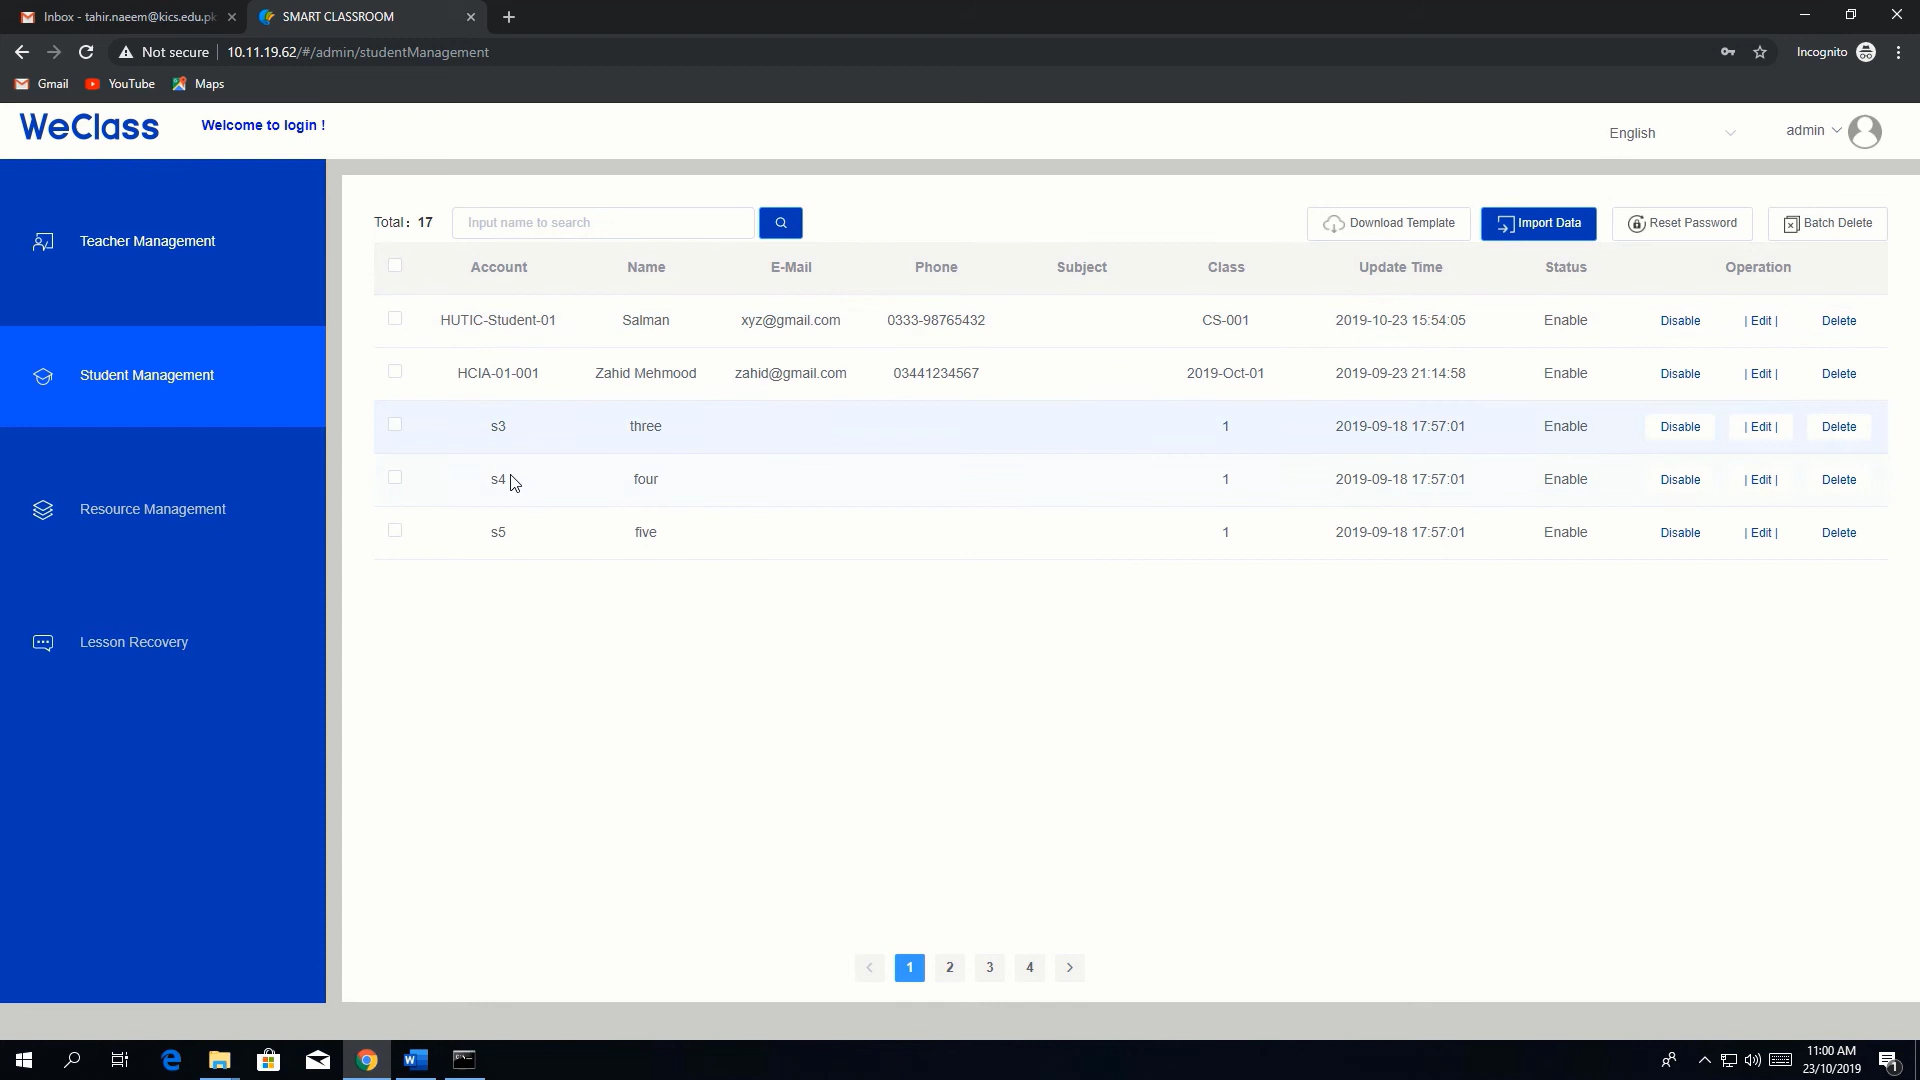 Inbox - tahir.naeem@kics.edu.pk
SMART CLASSROOM
Not secure
10.11.19.62/#/admin/studentManagement
Incognito
Gmail
YouTube
Maps
WeClass
Welcome to login !
English
admin
Teacher Management
Student Management
Resource Management
Lesson Recovery
Total： 17
Input name to search
Download Template
Import Data
Reset Password
Batch Delete
Account Name E-Mail Phone Subject Class Update Time Status Operation
HUTIC-Student-01 Salman xyz@gmail.com 0333-98765432 CS-001 2019-10-23 15:54:05 Enable Disable | Edit | Delete
HCIA-01-001 Zahid Mehmood zahid@gmail.com 03441234567 2019-Oct-01 2019-09-23 21:14:58 Enable Disable | Edit | Delete
s3 three 1 2019-09-18 17:57:01 Enable Disable | Edit | Delete
s4 four 1 2019-09-18 17:57:01 Enable Disable | Edit | Delete
s5 five 1 2019-09-18 17:57:01 Enable Disable | Edit | Delete
< 1 2 3 4 >
11:00 AM
23/10/2019
1